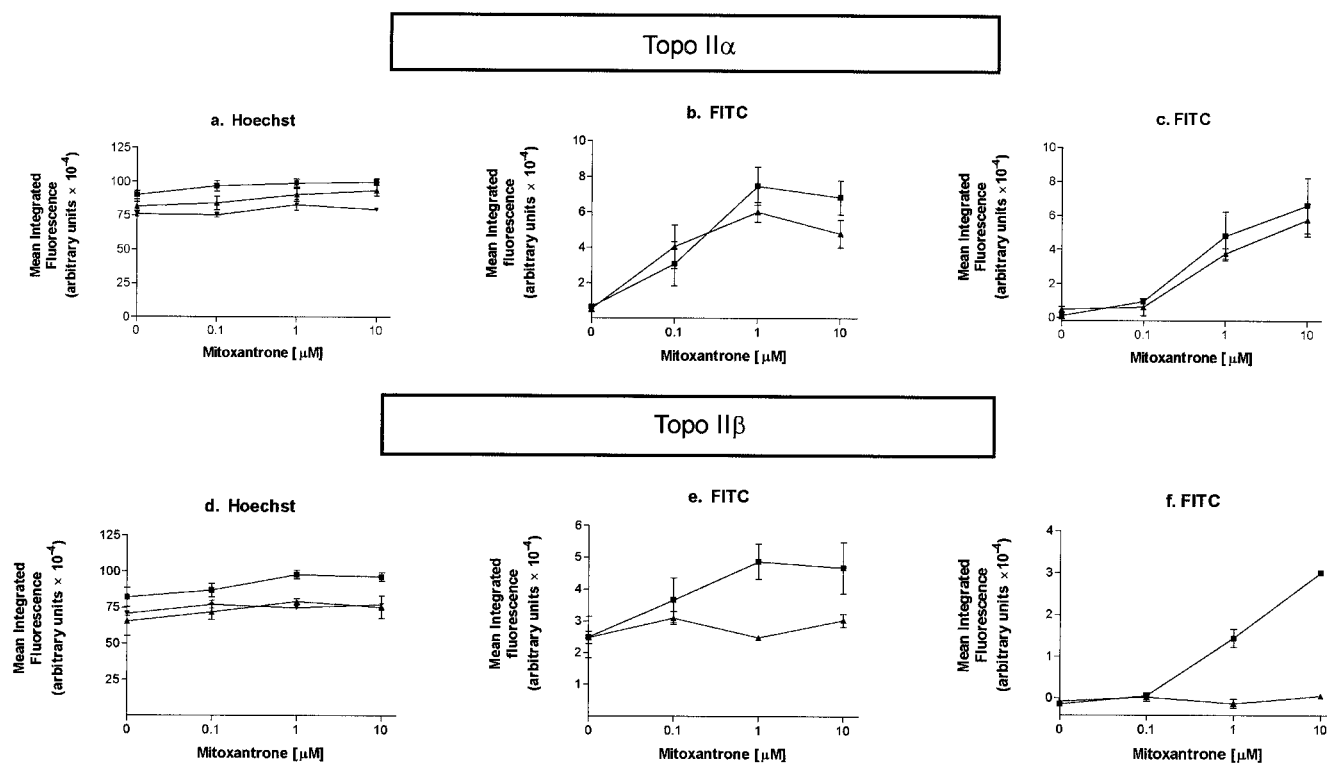 Topo IIα
a. Hoechst
Mean Integrated
Fluorescence
(arbitrary units × 10⁻⁴)
125
100
75
50
25
0
0
0.1
1
10
Mitoxantrone [ μM]
b. FITC
Mean Integrated
fluorescence
(arbitrary units × 10⁻⁴)
10
8
6
4
2
0
0.1
1
10
Mitoxantrone [ μM]
c. FITC
Mean Integrated
Fluorescence
(arbitrary units × 10⁻⁴)
10
8
6
4
2
0
0
0.1
1
10
Mitoxantrone [ μM]
Topo IIβ
d. Hoechst
Mean Integrated
Fluorescence
(arbitrary units × 10⁻⁴)
125
100
75
50
25
0
0.1
1
10
Mitoxantrone [ μM]
e. FITC
Mean Integrated
fluorescence
(arbitrary units × 10⁻⁴)
6
5
4
3
2
1
0
0.1
1
10
Mitoxantrone [ μM]
f. FITC
Mean Integrated
Fluorescence
(arbitrary units ×10⁻⁴)
4
3
2
1
0
0
0.1
1
10
Mitoxantrone [ μM]